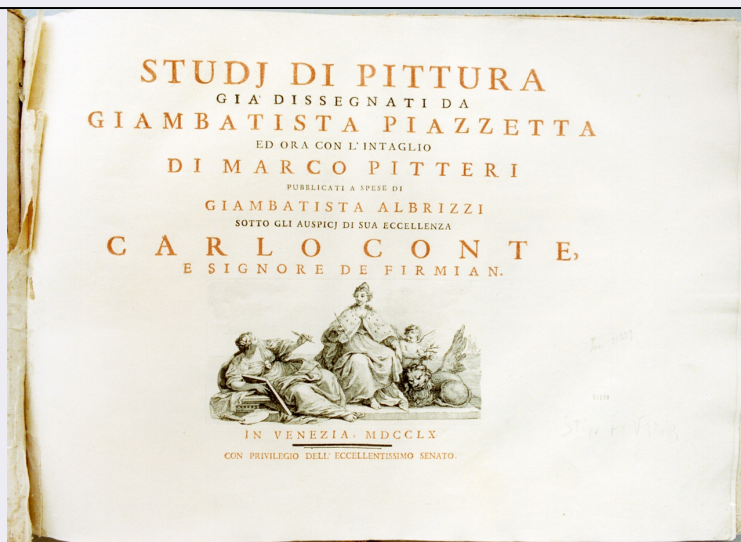 STUDJ DI PITTURA
GIA' DISSEGNATI DA
GIAMBATISTA PIAZZETTA
ED ORA CON L'INTAGLIO
DI MARCO PITTERI
PUBBLICATI A SPESE DI
GIAMBATISTA ALBRIZZI
SOTTO GLI AUSPICJ DI SUA ECCELLENZA
CARLO CONTE,
E SIGNORE DE FIRMIAN.
IN VENEZIA, MDCCLX
CON PRIVILEGIO DELL' ECCELLENTISSIMO SENATO.